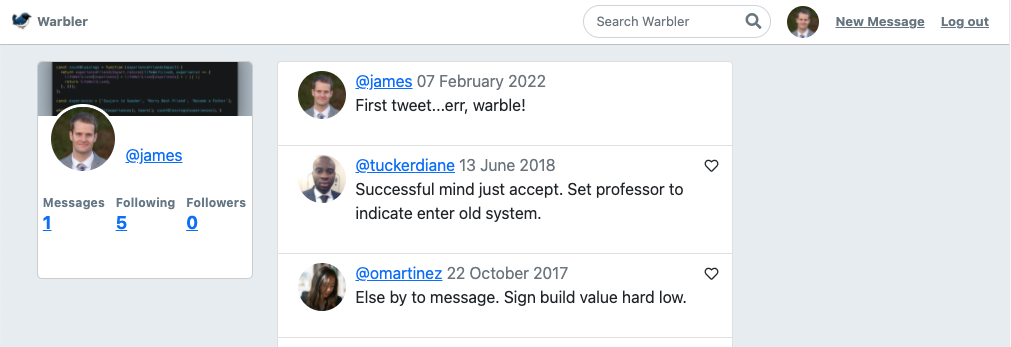 Warbler
Search Warbler
New Message
Log out
@james
Messages Following Followers
1 5 0
@james 07 February 2022
First tweet...err, warble!
@tuckerdiane 13 June 2018
Successful mind just accept. Set professor to
indicate enter old system.
@omartinez 22 October 2017
Else by to message. Sign build value hard low.